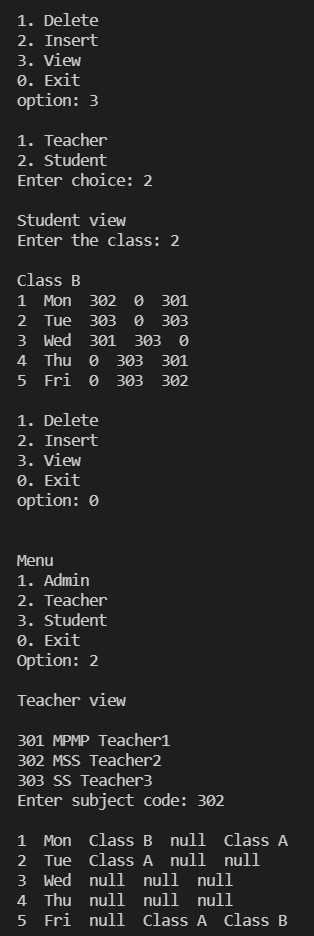 1. Delete
2. Insert
3. View
0. Exit
option: 3
1. Teacher
2. Student
Enter choice: 2
Student view
Enter the class: 2
Class B
1  Mon  302  0  301
2  Tue  303  0  303
3  Wed  301  303  0
4  Thu  0  303  301
5  Fri  0  303  302
1. Delete
2. Insert
3. View
0. Exit
option: 0
Menu
1. Admin
2. Teacher
3. Student
0. Exit
Option: 2
Teacher view
301 MPMP Teacher1
302 MSS Teacher2
303 SS Teacher3
Enter subject code: 302
1  Mon  Class B  null  Class A
2  Tue  Class A  null  null
3  Wed  null  null  null
4  Thu  null  null  null
5  Fri  null  Class A  Class B